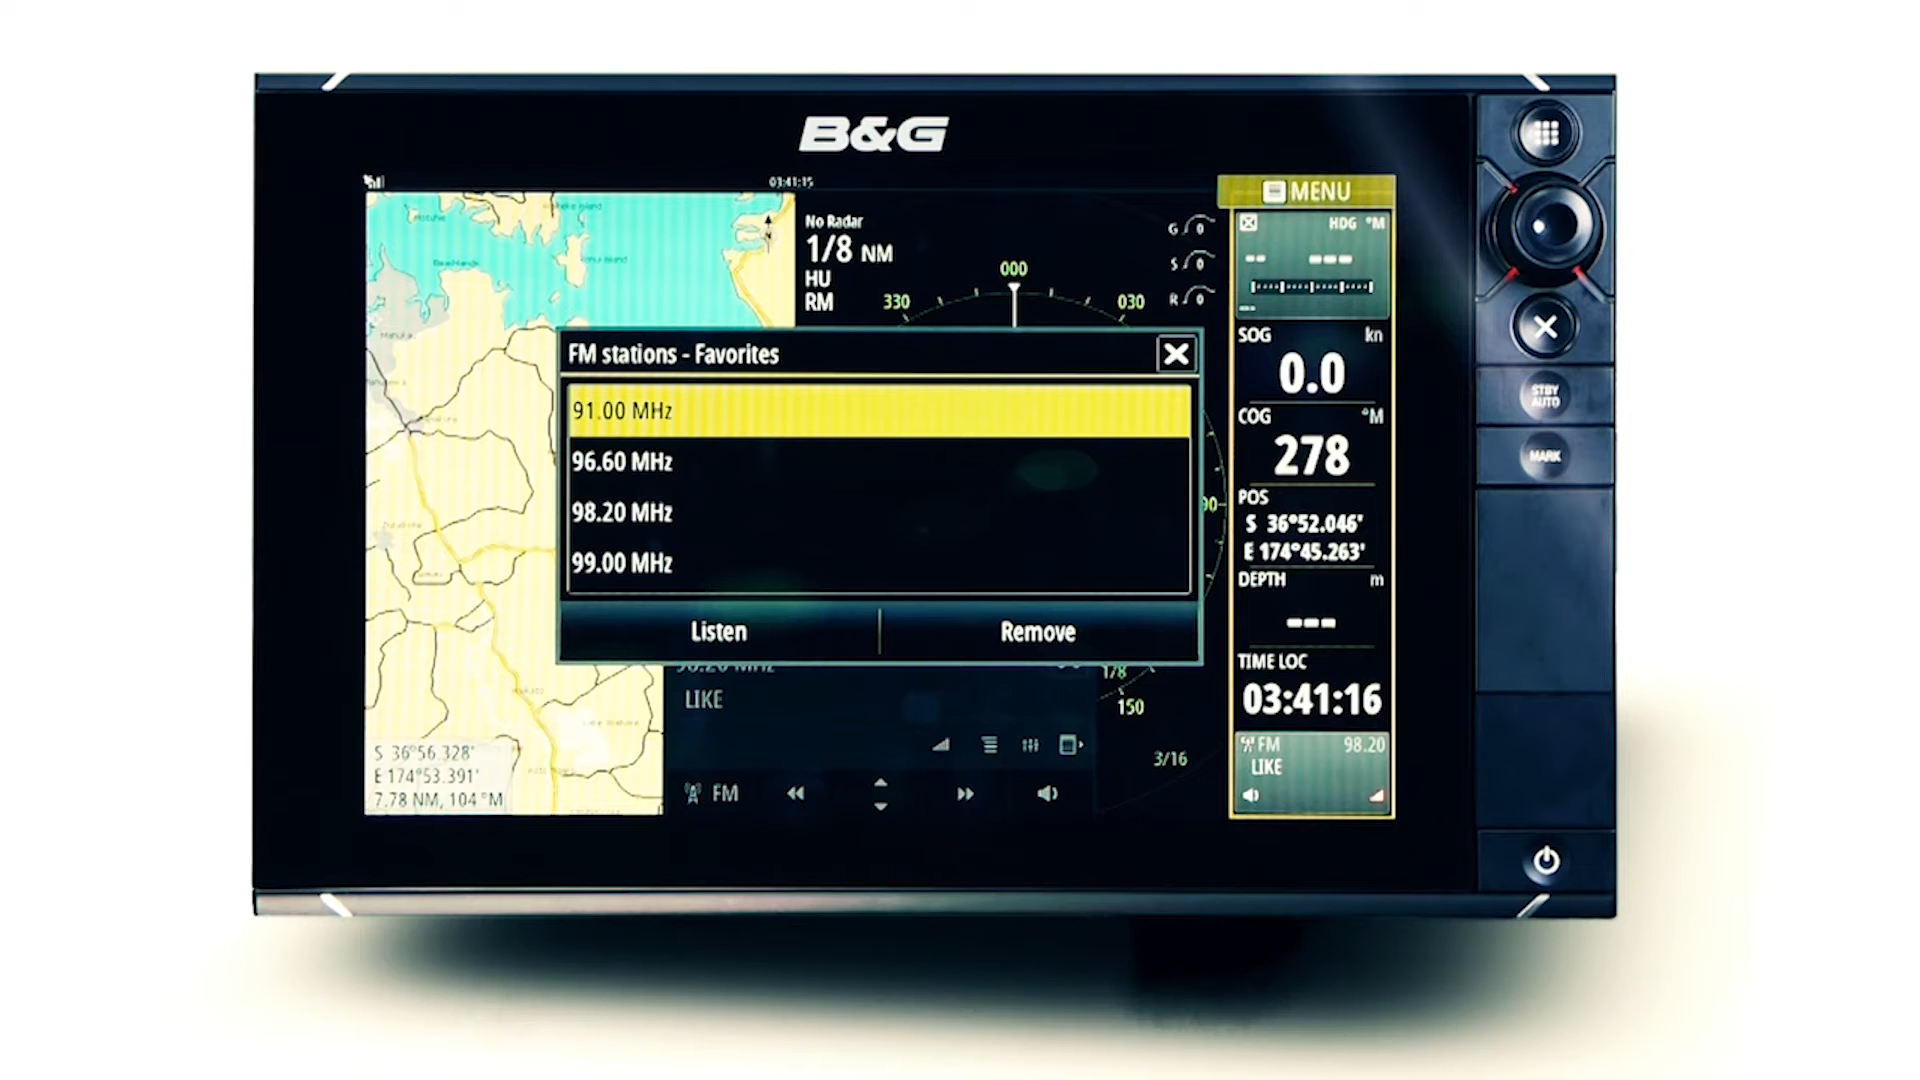 B&G
03:41:15
MENU
No Radar
1/8 NM
HU
RM
G 0
S 0
R 0
000
330
030
HDG °M
-- ---
SOG kn
0.0
COG °M
278
POS
S 36°52.046'
E 174°45.263'
DEPTH m
---
TIME LOC
03:41:16
FM 98.20
LIKE
FM stations - Favorites
91.00 MHz
96.60 MHz
98.20 MHz
99.00 MHz
Listen
Remove
LIKE
150
3/16
FM
S 36°56.328'
E 174°53.391'
7.78 NM, 104 °M
STBY
AUTO
MARK